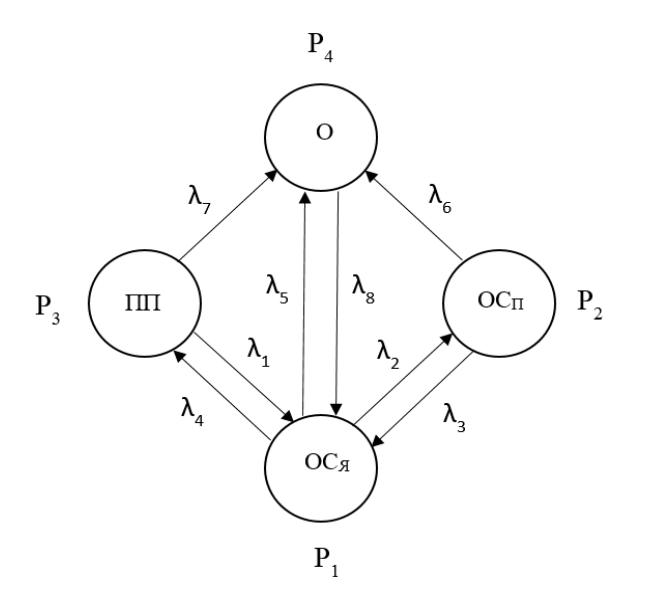 P₄
О
λ₇
λ₆
λ₅
λ₈
P₃
ПП
ОСп
P₂
λ₁
λ₂
λ₄
λ₃
ОСя
P₁